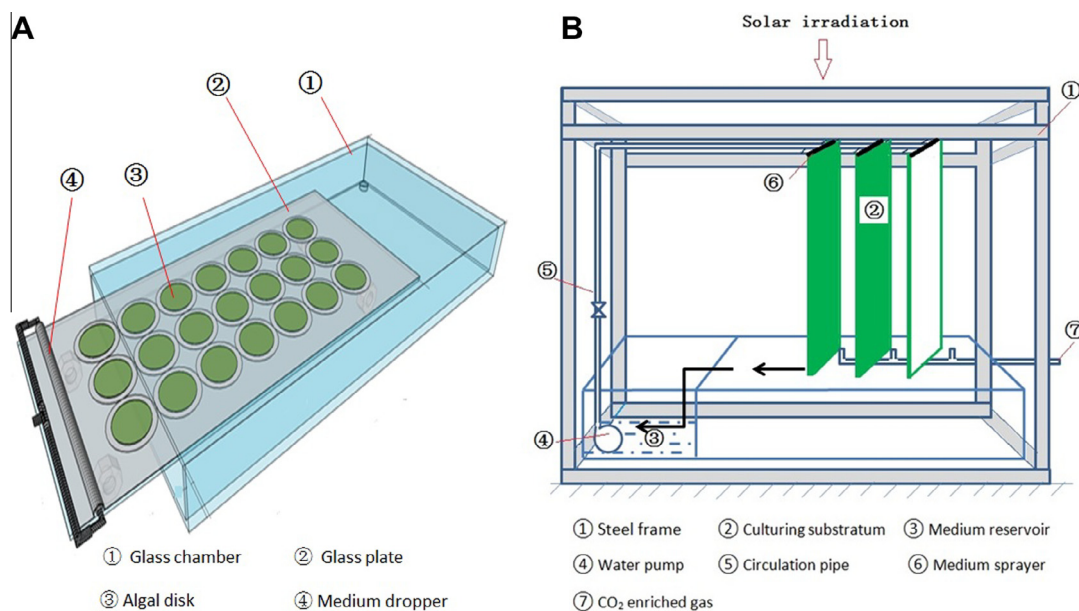 A
①
②
③
④
① Glass chamber ② Glass plate
③ Algal disk ④ Medium dropper
B
Solar irradiation
①
⑥
②
⑤
⑦
④
③
① Steel frame ② Culturing substratum ③ Medium reservoir
④ Water pump ⑤ Circulation pipe ⑥ Medium sprayer
⑦ CO₂ enriched gas